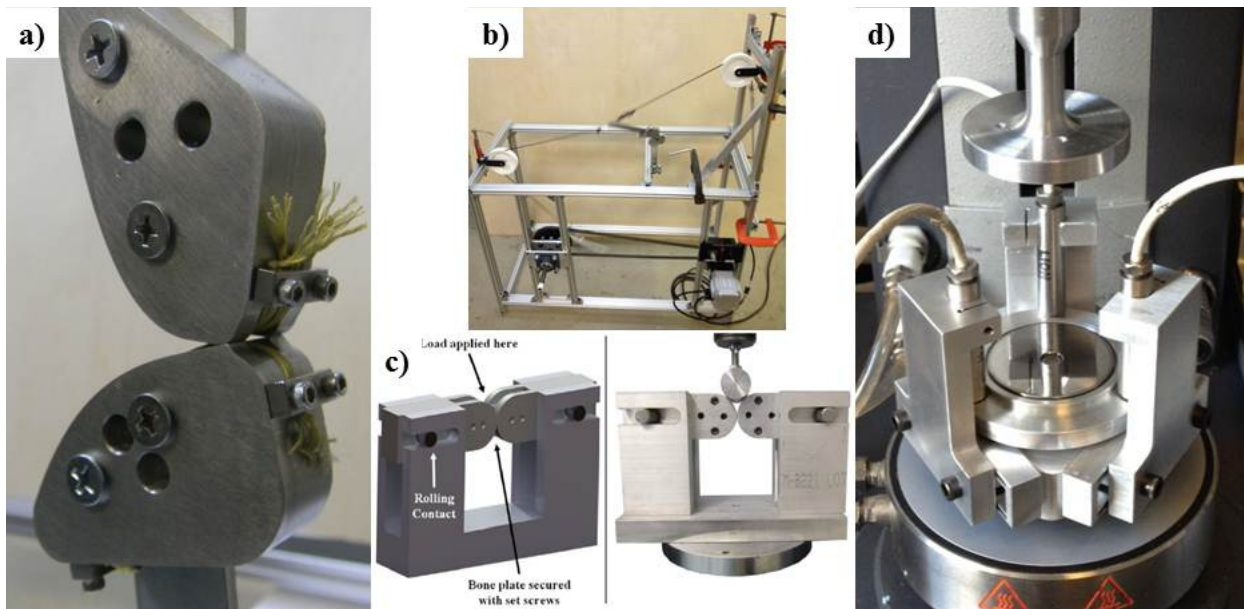 a)
b)
c)
d)
Load applied here
Rolling
Contact
Bone plate secured
with set screws